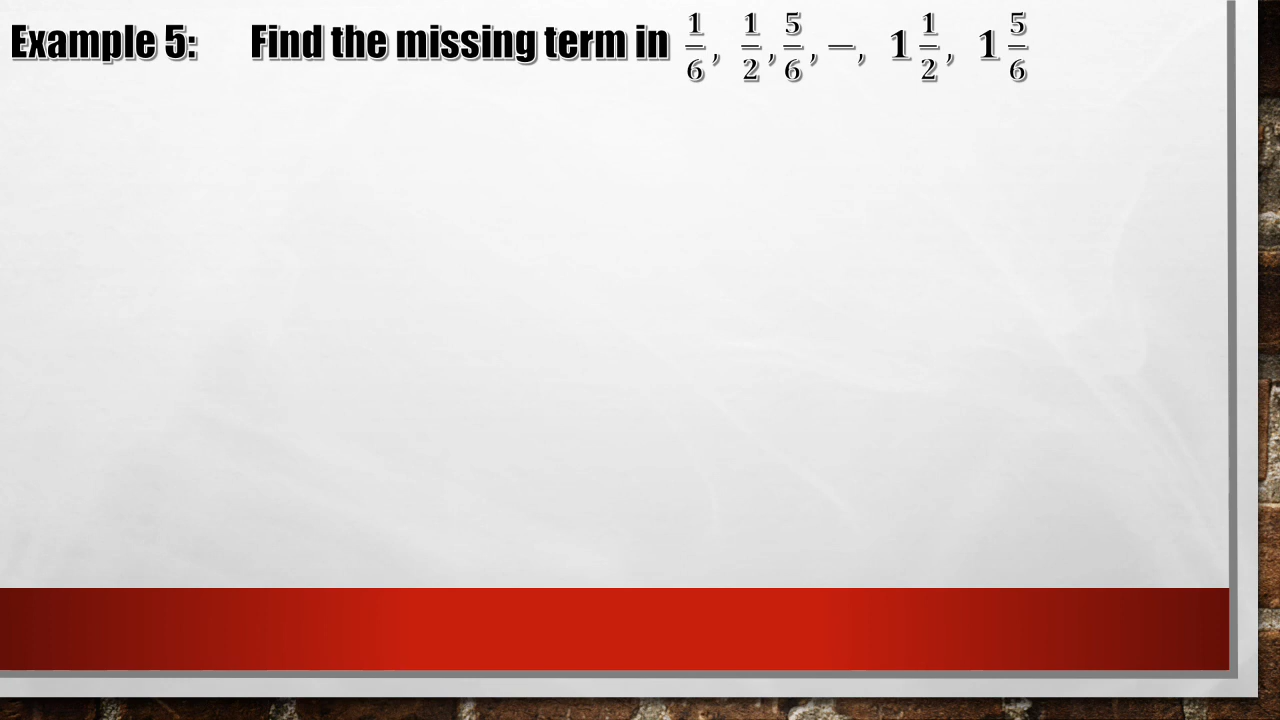 Example 5: Find the missing term in 1/6, 1/2, 5/6, —, 1 1/2, 1 5/6